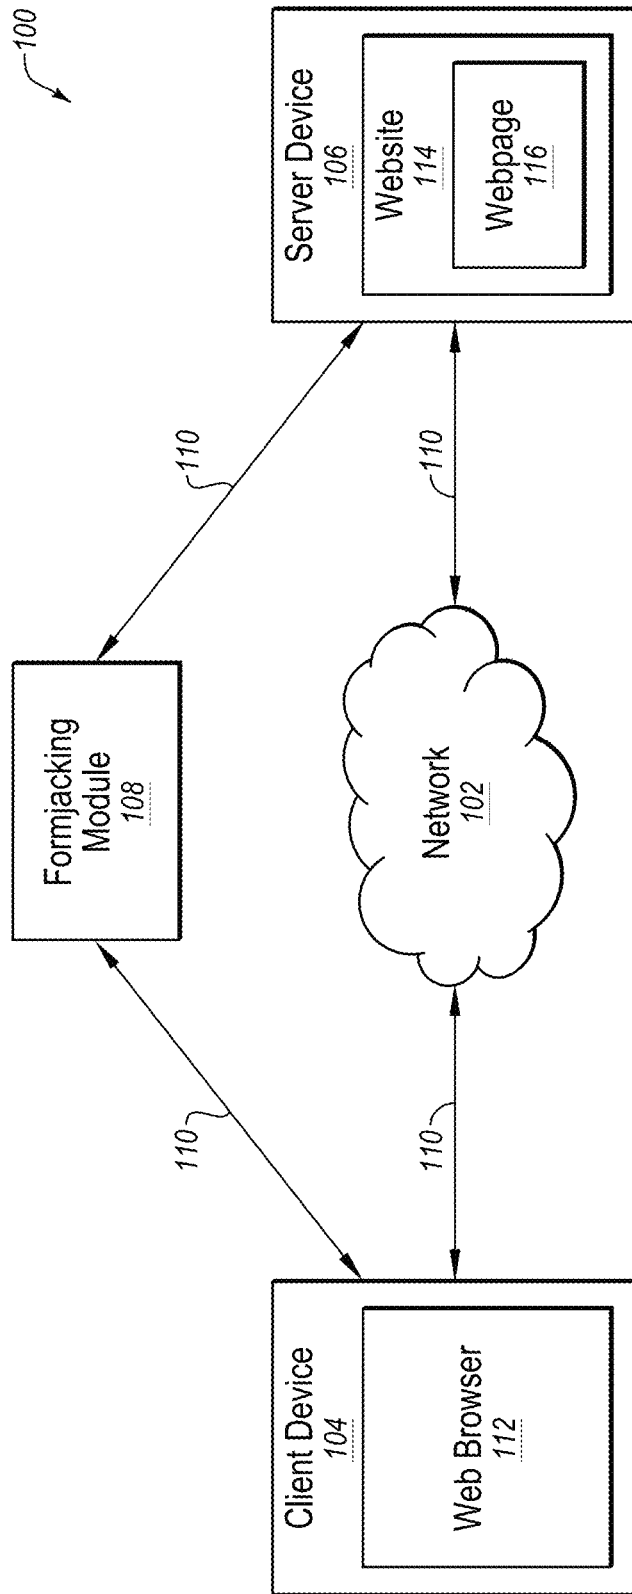 100
Formjacking
Module
108
110
110
Client Device
104
Web Browser
112
110
Network
102
110
Server Device
106
Website
114
Webpage
116